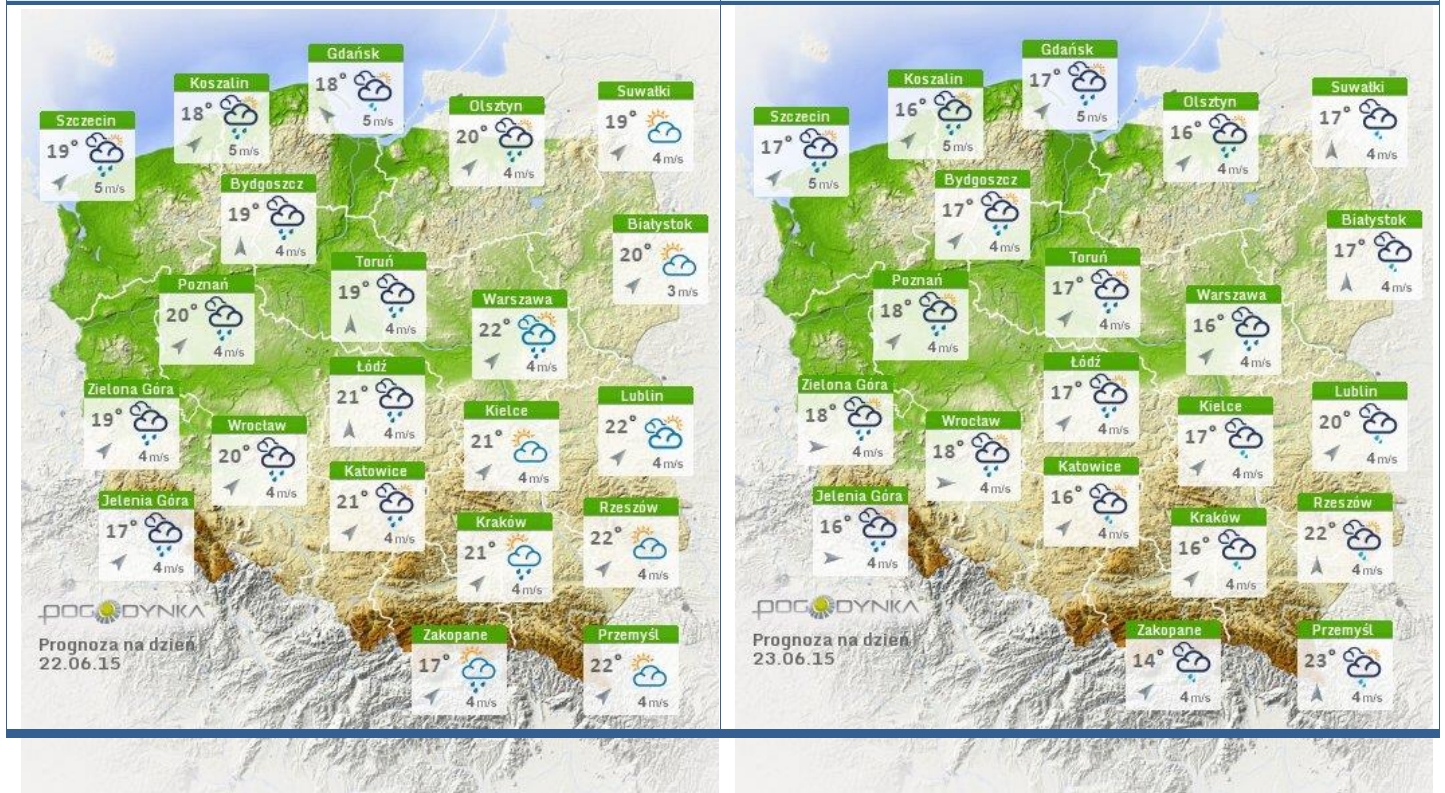 Gdańsk
18°
5 m/s
Koszalin
18°
5 m/s
Szczecin
19°
5 m/s
Olsztyn
20°
4 m/s
Suwałki
19°
4 m/s
Bydgoszcz
19°
4 m/s
Białystok
20°
3 m/s
Toruń
19°
4 m/s
Poznań
20°
4 m/s
Warszawa
22°
4 m/s
Łódź
21°
4 m/s
Zielona Góra
19°
4 m/s
Lublin
22°
4 m/s
Kielce
21°
4 m/s
Wrocław
20°
4 m/s
Katowice
21°
4 m/s
Jelenia Góra
17°
4 m/s
Rzeszów
22°
4 m/s
Kraków
21°
4 m/s
POGODYNKA
Zakopane
17°
4 m/s
Przemyśl
22°
4 m/s
Prognoza na dzień
22.06.15
Gdańsk
17°
5 m/s
Koszalin
16°
5 m/s
Szczecin
17°
5 m/s
Olsztyn
16°
4 m/s
Suwałki
17°
4 m/s
Bydgoszcz
17°
4 m/s
Białystok
17°
4 m/s
Toruń
17°
4 m/s
Poznań
18°
4 m/s
Warszawa
16°
4 m/s
Łódź
17°
4 m/s
Zielona Góra
18°
4 m/s
Lublin
20°
4 m/s
Kielce
17°
4 m/s
Wrocław
18°
4 m/s
Katowice
16°
4 m/s
Jelenia Góra
16°
4 m/s
Rzeszów
22°
4 m/s
Kraków
16°
4 m/s
POGODYNKA
Zakopane
14°
4 m/s
Przemyśl
23°
4 m/s
Prognoza na dzień
23.06.15